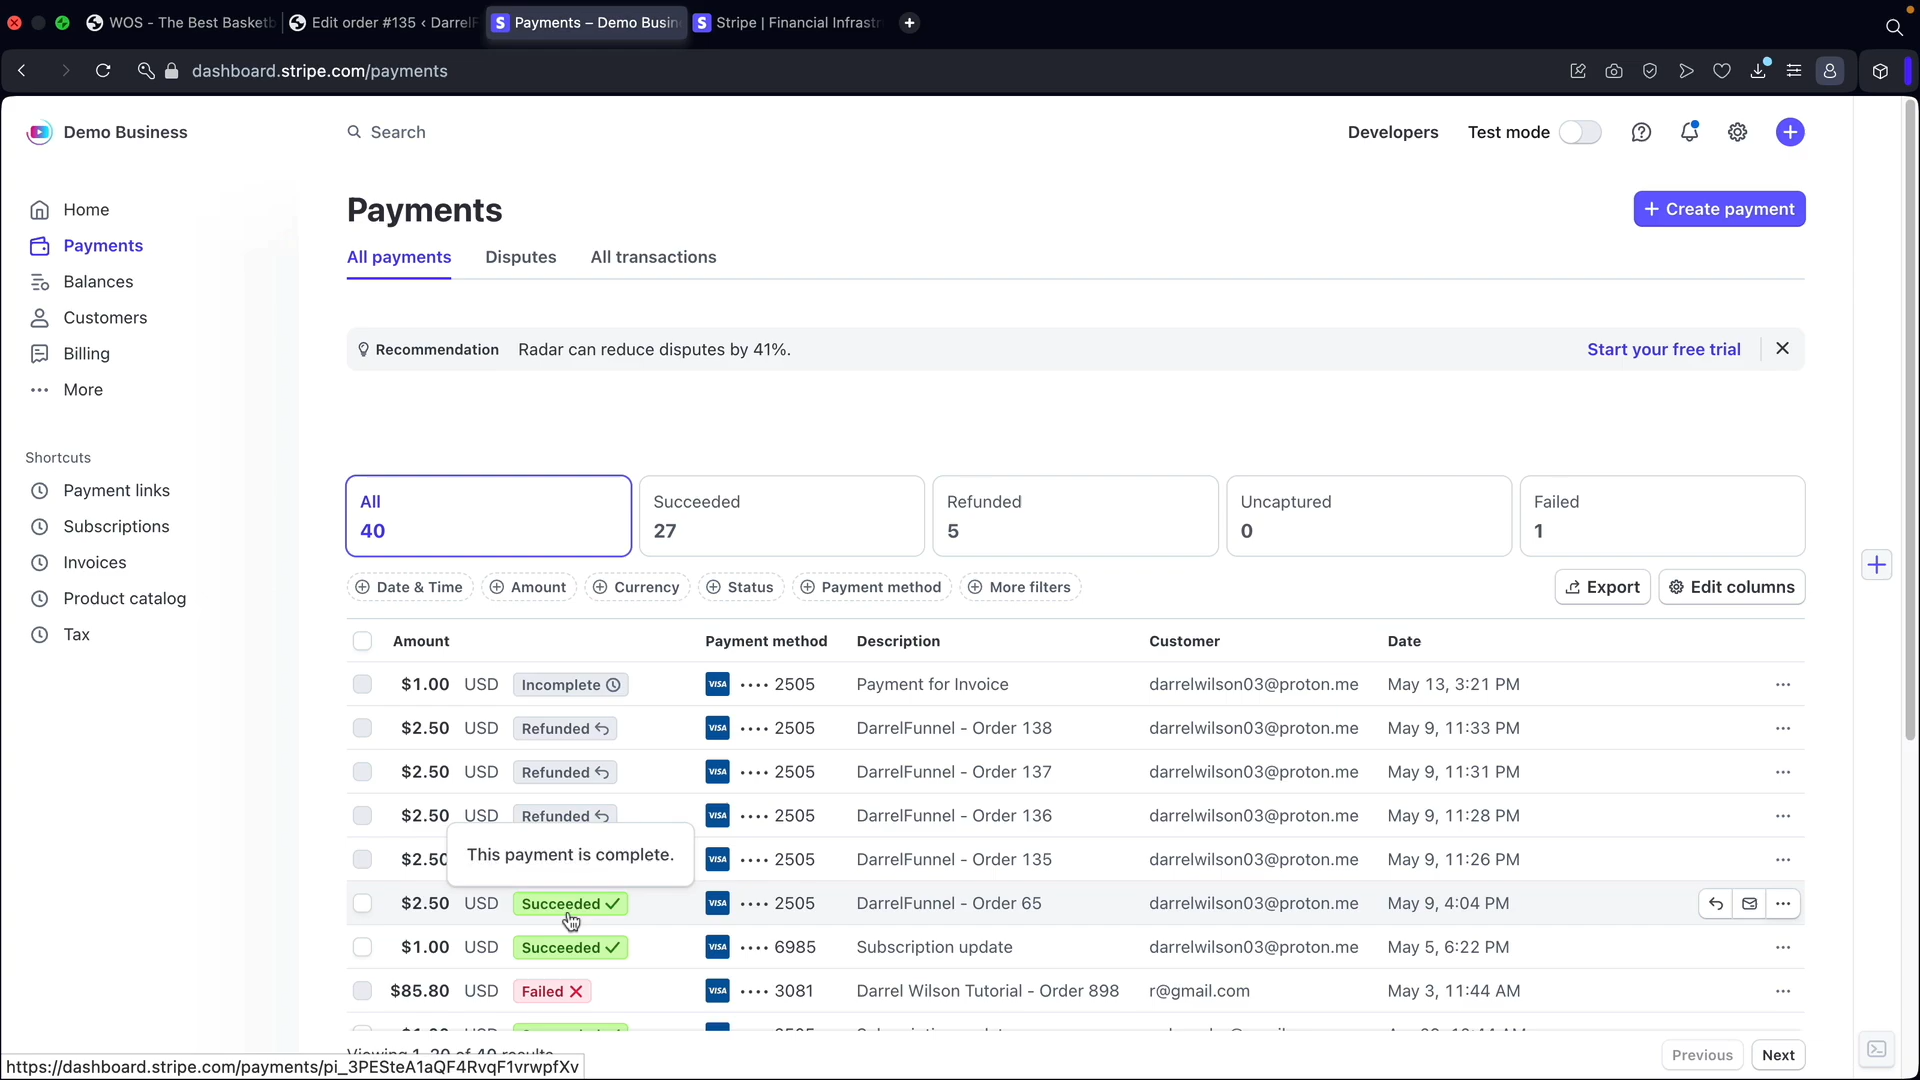 WOS - The Best Basketb
Edit order #135 ‹ DarrelF
Payments – Demo Busin
Stripe | Financial Infrastr
dashboard.stripe.com/payments
Demo Business
Search
Developers
Test mode
Home
Payments
Balances
Customers
Billing
More
Shortcuts
Payment links
Subscriptions
Invoices
Product catalog
Tax
Payments
+ Create payment
All payments Disputes All transactions
Recommendation Radar can reduce disputes by 41%. Start your free trial
All Succeeded Refunded Uncaptured Failed
40 27 5 0 1
Date & Time Amount Currency Status Payment method More filters Export Edit columns
Amount Payment method Description Customer Date
$1.00 USD Incomplete VISA •••• 2505 Payment for Invoice darrelwilson03@proton.me May 13, 3:21 PM
$2.50 USD Refunded VISA •••• 2505 DarrelFunnel - Order 138 darrelwilson03@proton.me May 9, 11:33 PM
$2.50 USD Refunded VISA •••• 2505 DarrelFunnel - Order 137 darrelwilson03@proton.me May 9, 11:31 PM
$2.50 USD Refunded VISA •••• 2505 DarrelFunnel - Order 136 darrelwilson03@proton.me May 9, 11:28 PM
This payment is complete.
$2.50 VISA •••• 2505 DarrelFunnel - Order 135 darrelwilson03@proton.me May 9, 11:26 PM
$2.50 USD Succeeded VISA •••• 2505 DarrelFunnel - Order 65 darrelwilson03@proton.me May 9, 4:04 PM
$1.00 USD Succeeded VISA •••• 6985 Subscription update darrelwilson03@proton.me May 5, 6:22 PM
$85.80 USD Failed VISA •••• 3081 Darrel Wilson Tutorial - Order 898 r@gmail.com May 3, 11:44 AM
Viewing 1-20 of 40 results
Previous Next
https://dashboard.stripe.com/payments/pi_3PESteA1aQF4RvqF1vrwpfXv